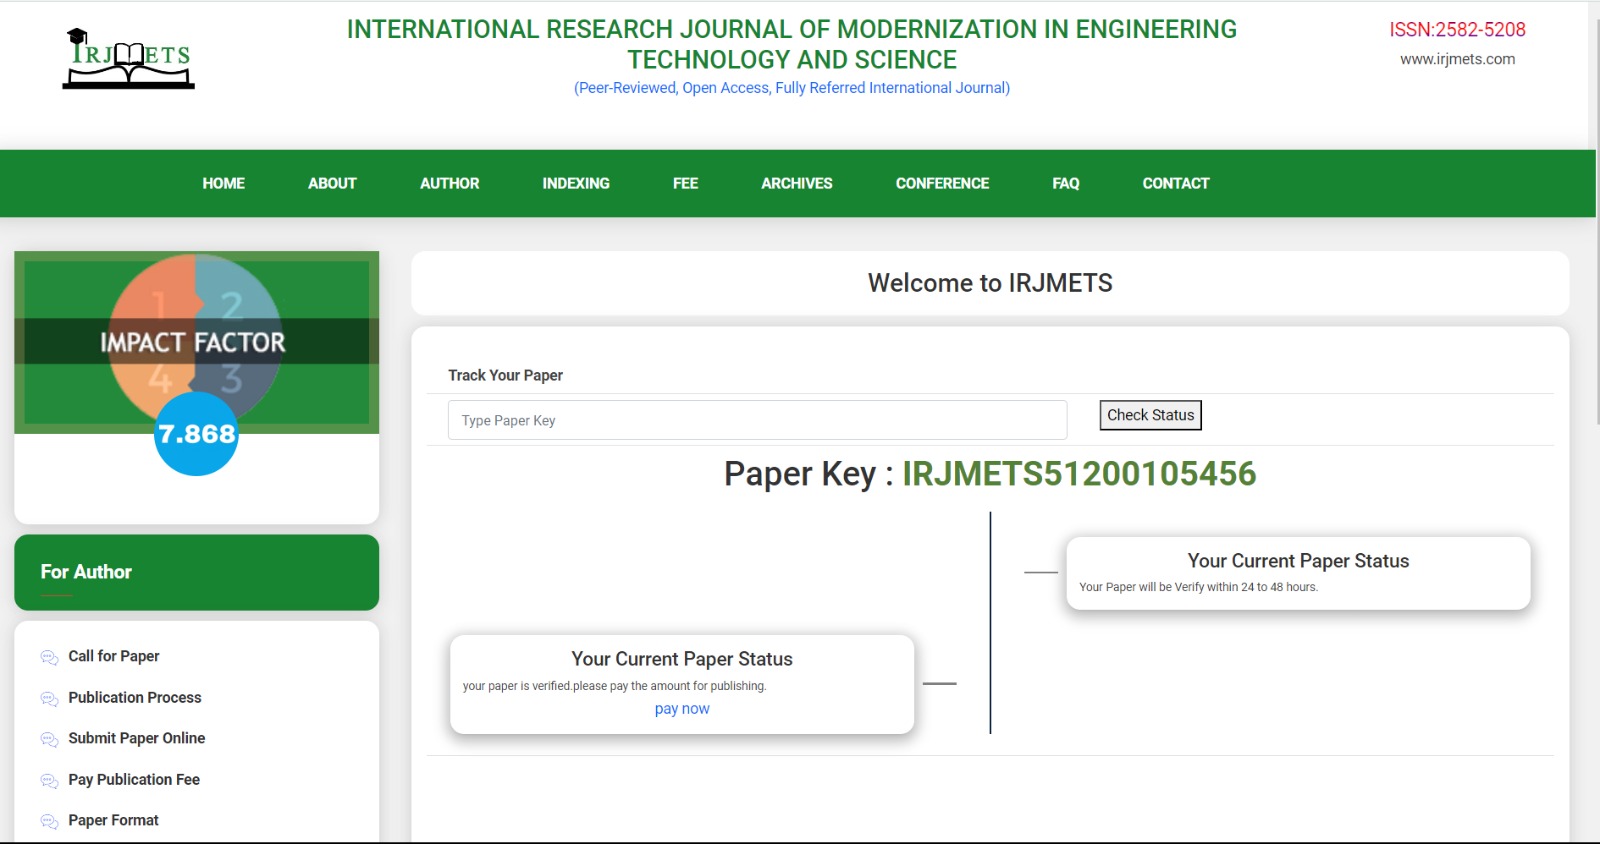 IRJMETS
INTERNATIONAL RESEARCH JOURNAL OF MODERNIZATION IN ENGINEERING
TECHNOLOGY AND SCIENCE
(Peer-Reviewed, Open Access, Fully Referred International Journal)
ISSN:2582-5208
www.irjmets.com
HOME ABOUT AUTHOR INDEXING FEE ARCHIVES CONFERENCE FAQ CONTACT
1 2
IMPACT FACTOR
4 3
7.868
For Author
Call for Paper
Publication Process
Submit Paper Online
Pay Publication Fee
Paper Format
Welcome to IRJMETS
Track Your Paper
Type Paper Key
Check Status
Paper Key : IRJMETS51200105456
Your Current Paper Status
Your Paper will be Verify within 24 to 48 hours.
Your Current Paper Status
your paper is verified.please pay the amount for publishing.
pay now